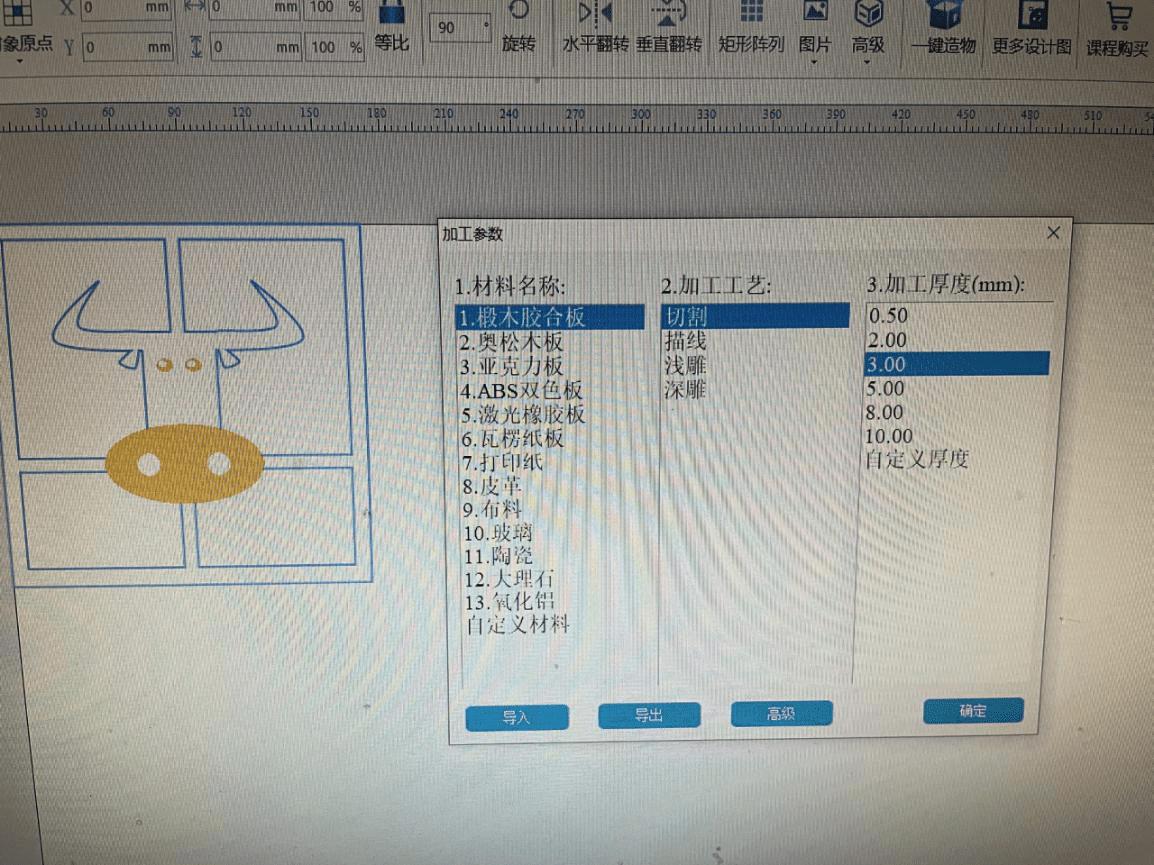 X 0 mm 0 mm 100 %
90 °
对象原点 Y 0 mm 0 mm 100 % 等比 旋转 水平翻转 垂直翻转 矩形阵列 图片 高级 一键造物 更多设计图 课程购买
30 60 90 120 150 180 210 240 270 300 330 360 390 420 450 480 510
加工参数
1.材料名称:
1.椴木胶合板
2.奥松木板
3.亚克力板
4.ABS双色板
5.激光橡胶板
6.瓦楞纸板
7.打印纸
8.皮革
9.布料
10.玻璃
11.陶瓷
12.大理石
13.氧化铝
自定义材料
2.加工工艺:
切割
描线
浅雕
深雕
3.加工厚度(mm):
0.50
2.00
3.00
5.00
8.00
10.00
自定义厚度
导入 导出 高级 确定